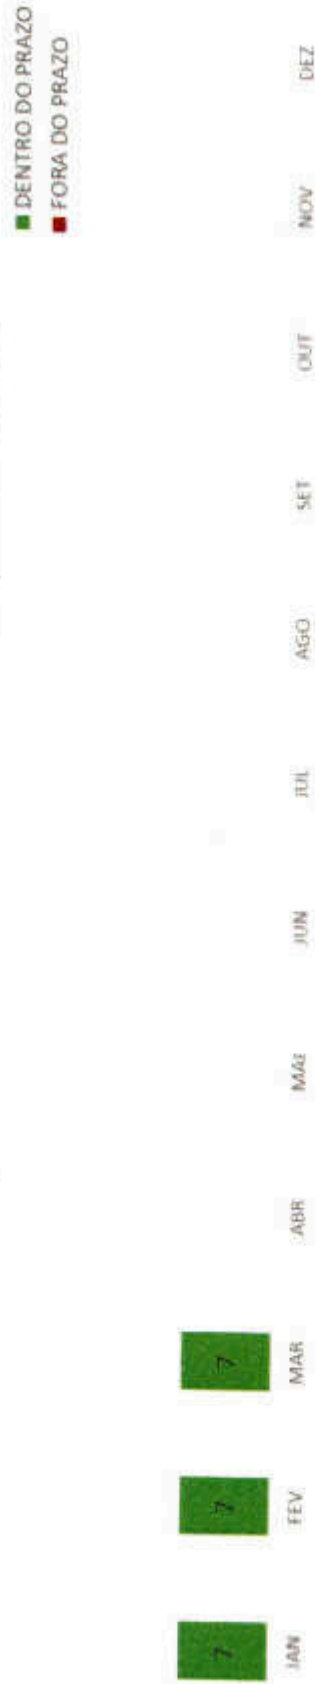 DENTRO DO PRAZO
FORA DO PRAZO
7 7 7
JAN FEV MAR ABR MAI JUN JUL AGO SET OUT NOV DEZ